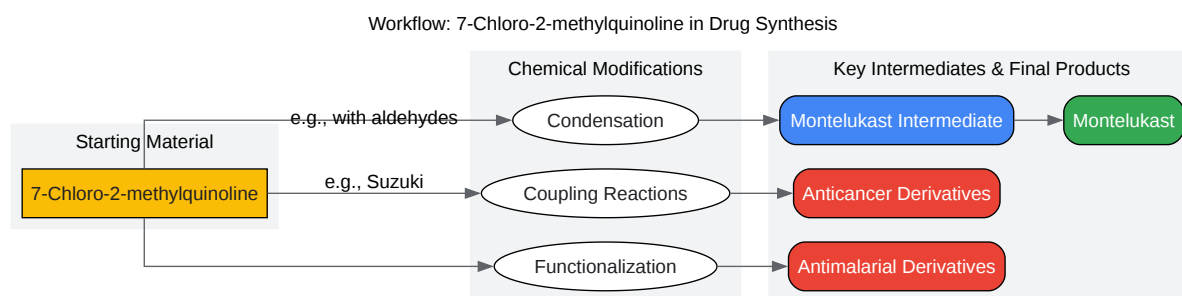 Workflow: 7-Chloro-2-methylquinoline in Drug Synthesis
Chemical Modifications
Key Intermediates & Final Products
Starting Material
e.g., with aldehydes
Condensation
Montelukast Intermediate
Montelukast
7-Chloro-2-methylquinoline
e.g., Suzuki
Coupling Reactions
Anticancer Derivatives
Functionalization
Antimalarial Derivatives